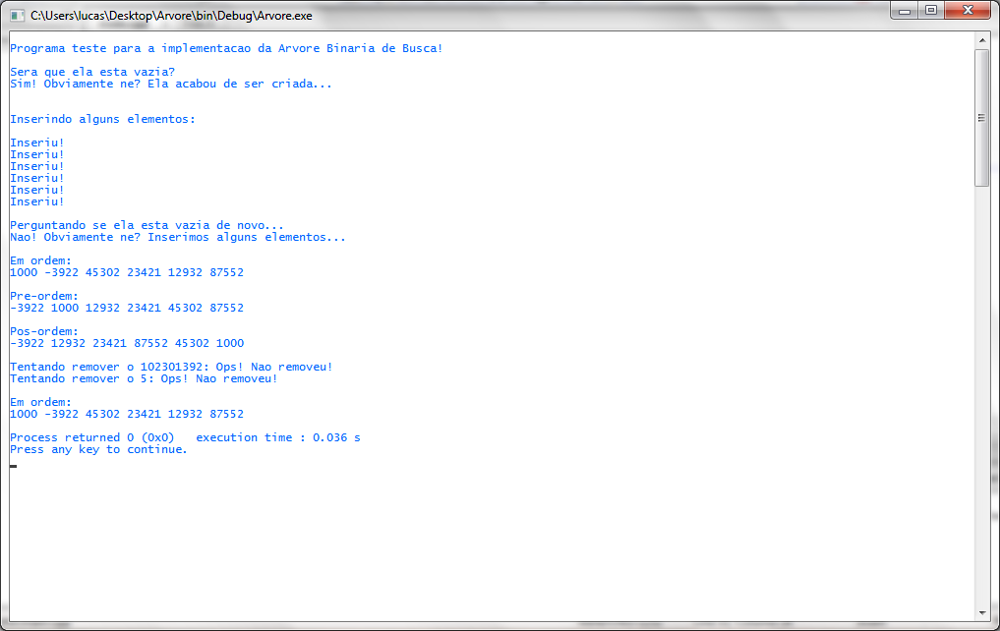 C:\Users\lucas\Desktop\Arvore\bin\Debug\Arvore.exe
Programa teste para a implementacao da Arvore Binaria de Busca!
Sera que ela esta vazia?
Sim! Obviamente ne? Ela acabou de ser criada...
Inserindo alguns elementos:
Inseriu!
Inseriu!
Inseriu!
Inseriu!
Inseriu!
Inseriu!
Perguntando se ela esta vazia de novo...
Nao! Obviamente ne? Inserimos alguns elementos...
Em ordem:
1000 -3922 45302 23421 12932 87552
Pre-ordem:
-3922 1000 12932 23421 45302 87552
Pos-ordem:
-3922 12932 23421 87552 45302 1000
Tentando remover o 102301392: Ops! Nao removeu!
Tentando remover o 5: Ops! Nao removeu!
Em ordem:
1000 -3922 45302 23421 12932 87552
Process returned 0 (0x0)   execution time : 0.036 s
Press any key to continue.